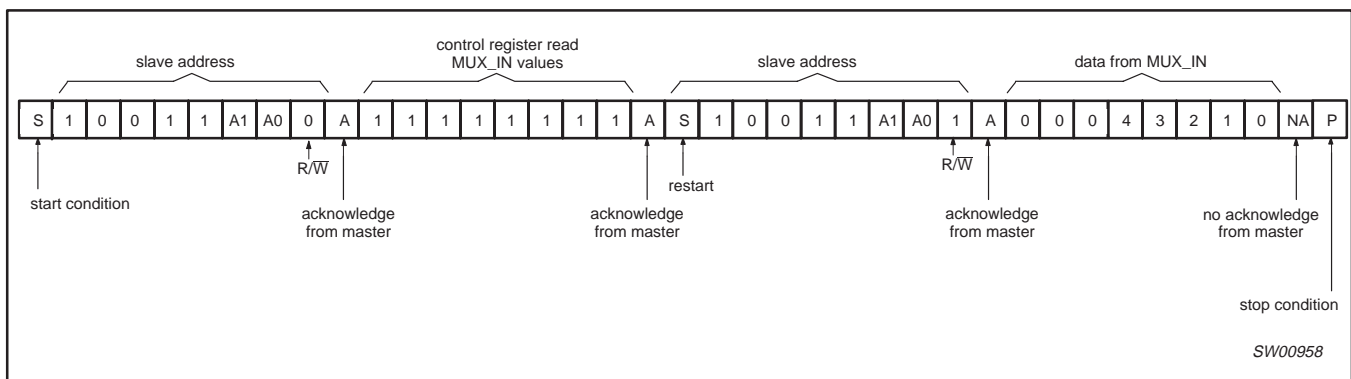 control register read
MUX_IN values
slave address
slave address
data from MUX_IN
S 1 0 0 1 1 A1 A0 0 A 1 1 1 1 1 1 1 1 A S 1 0 0 1 1 A1 A0 1 A 0 0 0 4 3 2 1 0 NA P
R/W̅
R/W̅
restart
start condition
acknowledge
from master
acknowledge
from master
acknowledge
from master
no acknowledge
from master
stop condition
SW00958